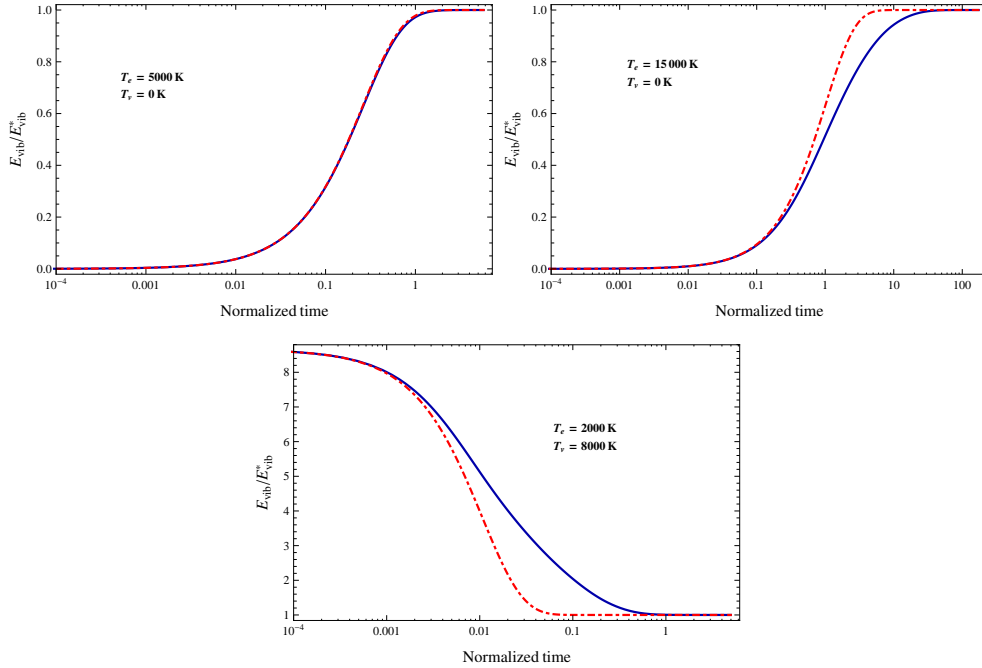 1.0
0.8
0.6
0.4
0.2
0.0
E_vib/E*_vib
T_e = 5000 K
T_v = 0 K
10^−4 0.001 0.01 0.1 1
Normalized time
1.0
0.8
0.6
0.4
0.2
0.0
E_vib/E*_vib
T_e = 15 000 K
T_v = 0 K
10^−4 0.001 0.01 0.1 1 10 100
Normalized time
8
7
6
5
4
3
2
1
E_vib/E*_vib
T_e = 2000 K
T_v = 8000 K
10^−4 0.001 0.01 0.1 1
Normalized time